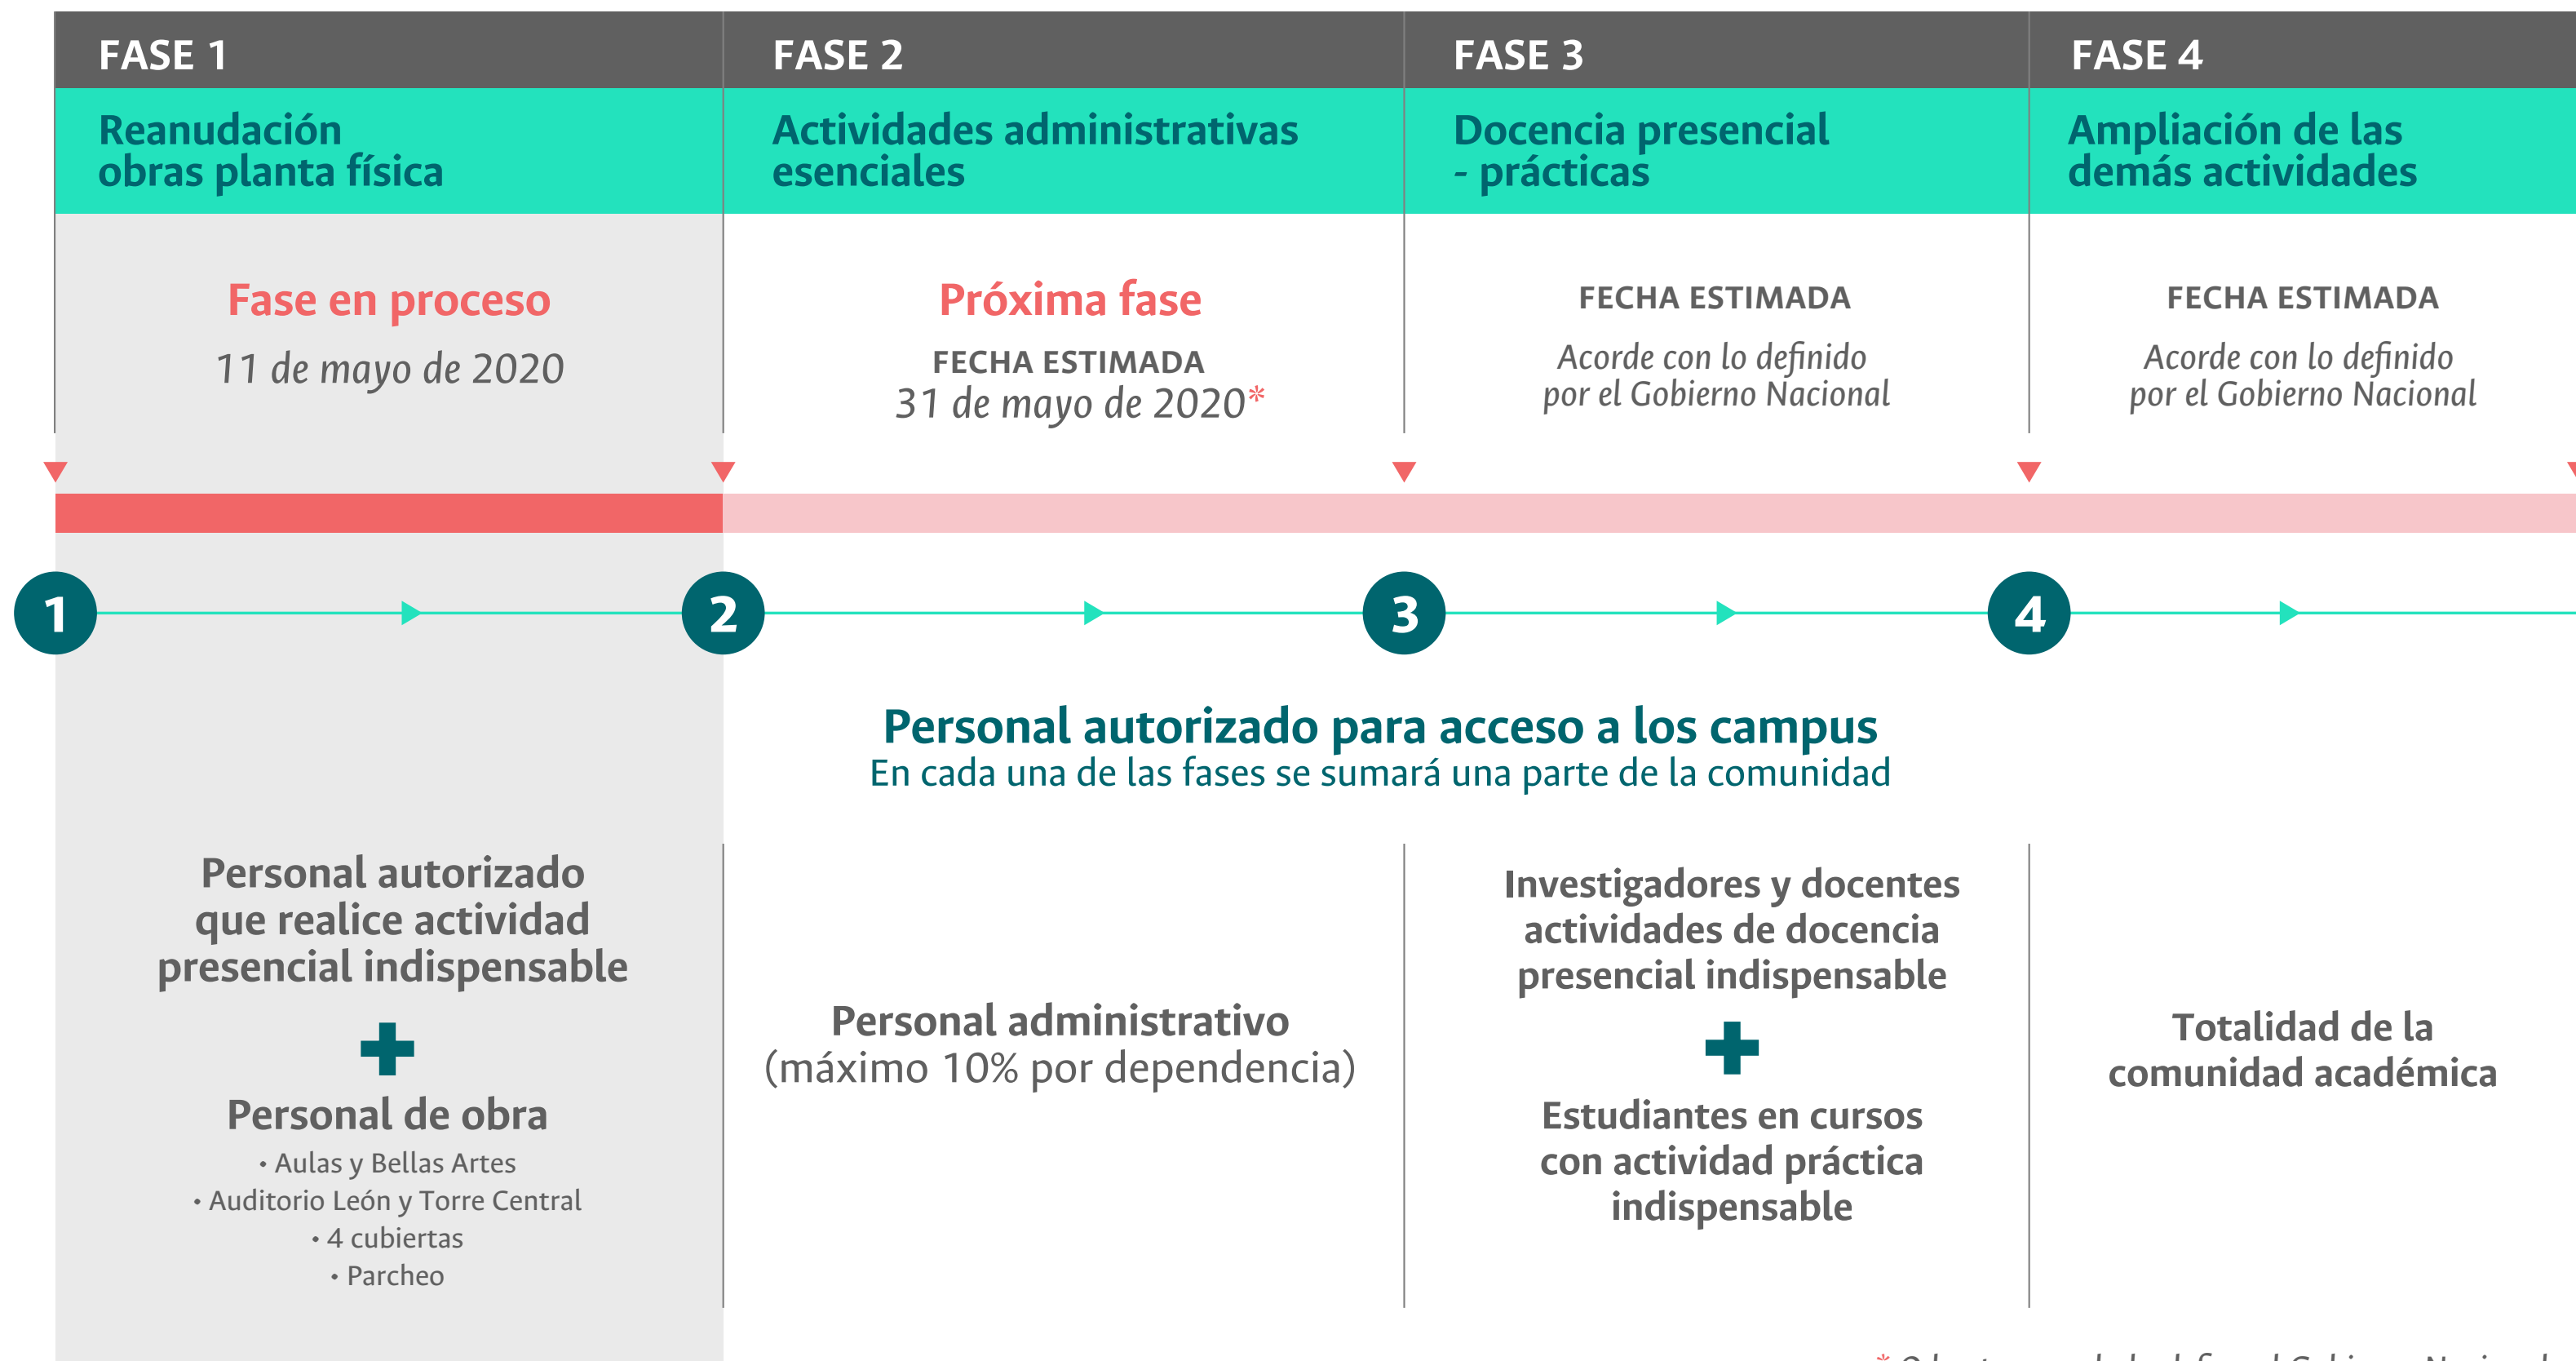 FASE 1
FASE 2
FASE 3
FASE 4
Reanudación
obras planta física
Actividades administrativas
esenciales
Docencia presencial
- prácticas
Ampliación de las
demás actividades
Fase en proceso
11 de mayo de 2020
Próxima fase
FECHA ESTIMADA
31 de mayo de 2020*
FECHA ESTIMADA
Acorde con lo definido
por el Gobierno Nacional
FECHA ESTIMADA
Acorde con lo definido
por el Gobierno Nacional
1
2
3
4
Personal autorizado para acceso a los campus
En cada una de las fases se sumará una parte de la comunidad
Personal autorizado
que realice actividad
presencial indispensable
Personal de obra
• Aulas y Bellas Artes
• Auditorio León y Torre Central
• 4 cubiertas
• Parcheo
Personal administrativo
(máximo 10% por dependencia)
Investigadores y docentes
actividades de docencia
presencial indispensable
Estudiantes en cursos
con actividad práctica
indispensable
Totalidad de la
comunidad académica